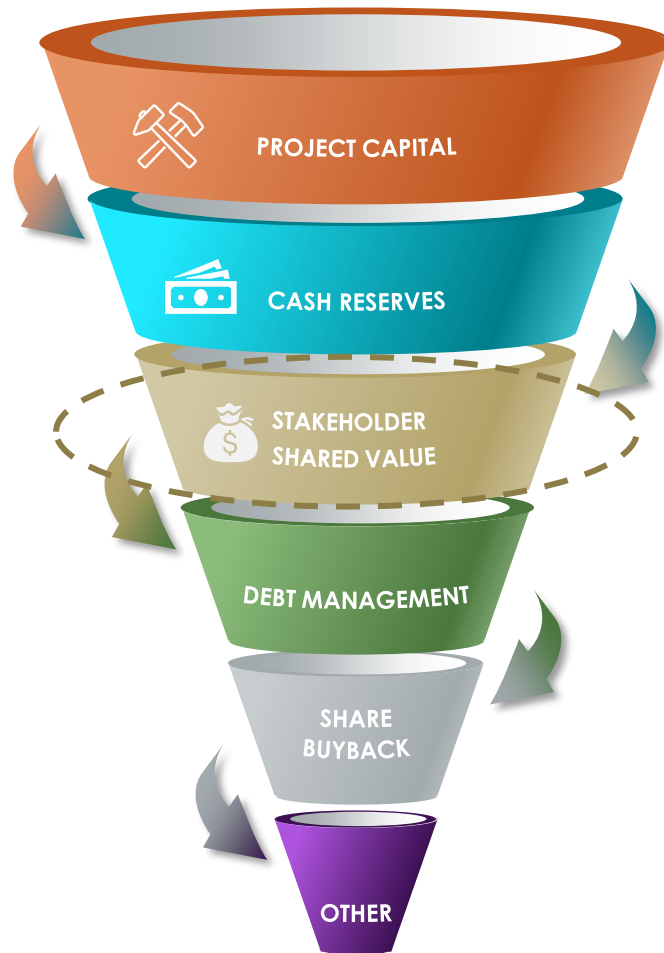 PROJECT CAPITAL
CASH RESERVES
STAKEHOLDER
SHARED VALUE
DEBT MANAGEMENT
SHARE
BUYBACK
OTHER